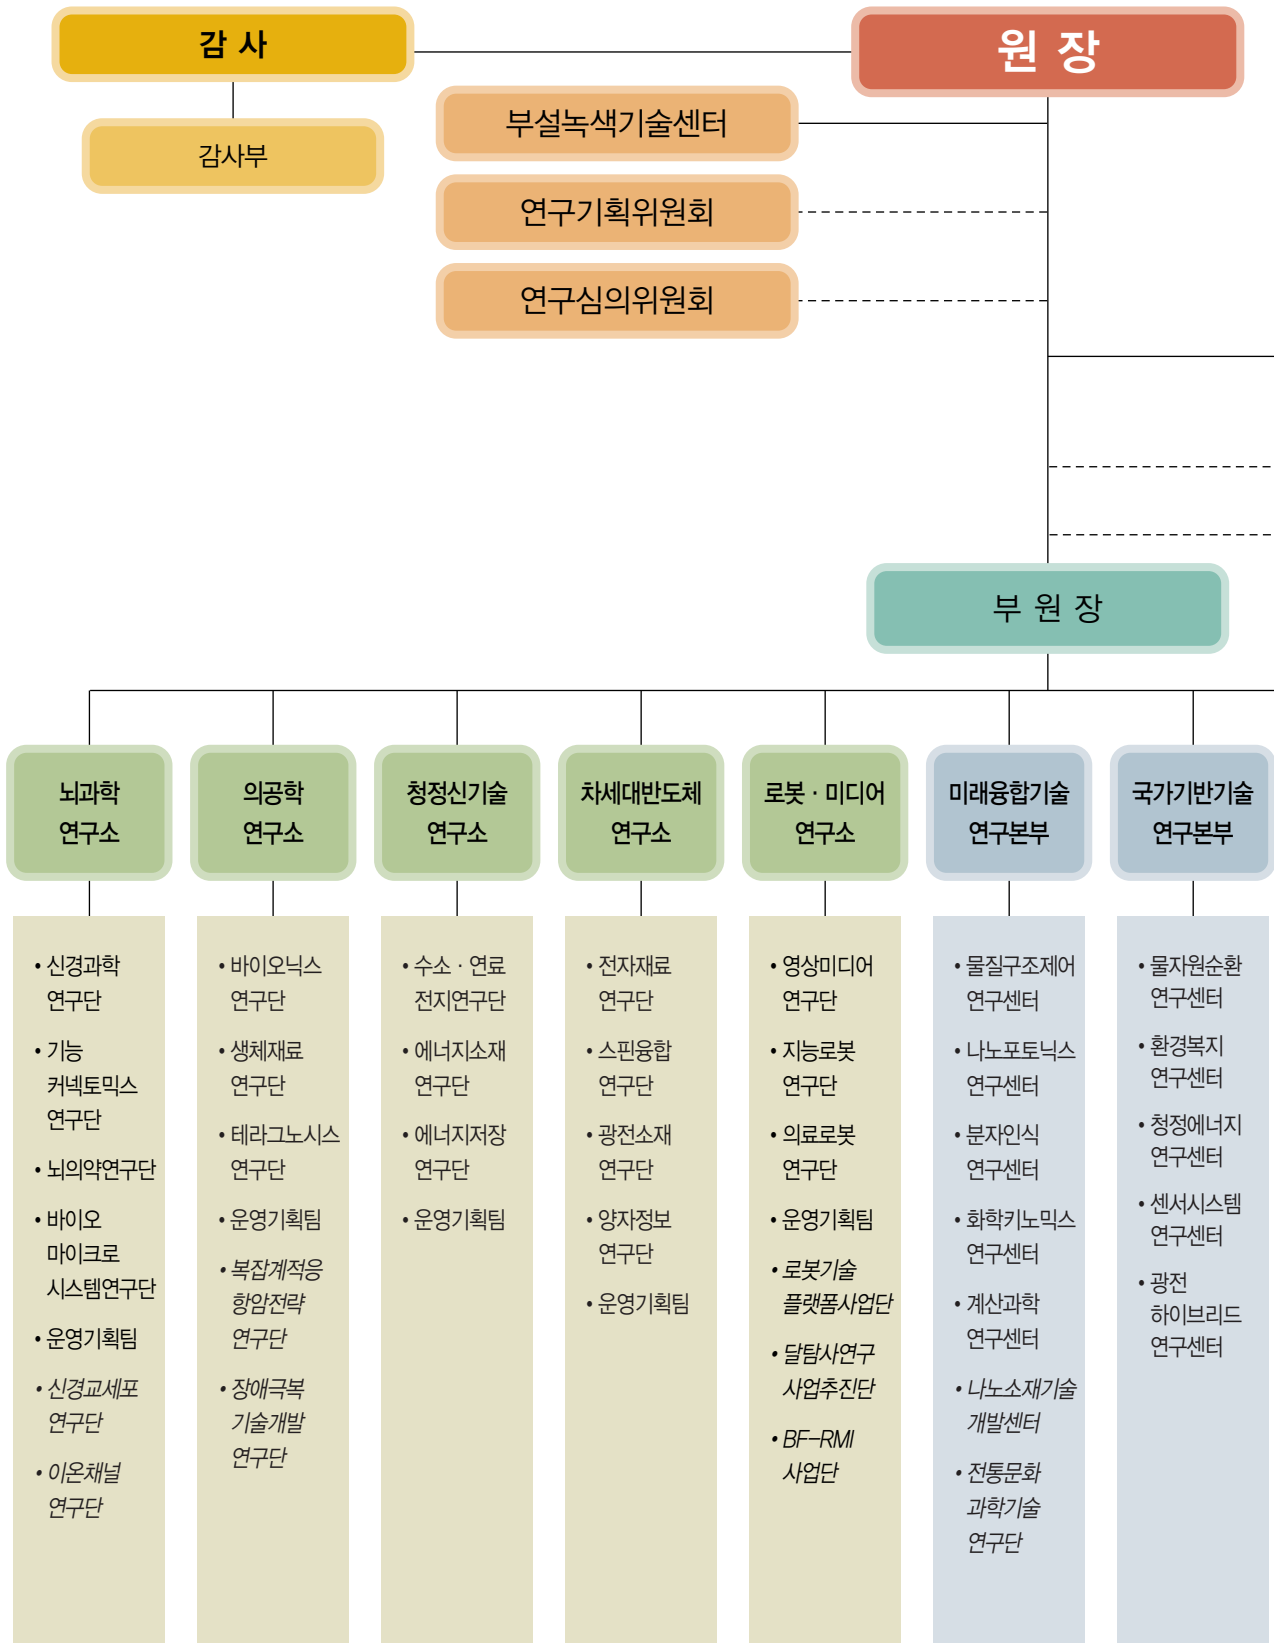 감 사
원 장
부설녹색기술센터
감사부
연구기획위원회
연구심의위원회
부 원 장
뇌과학
연구소
의공학
연구소
청정신기술
연구소
차세대반도체
연구소
로봇 · 미디어
연구소
미래융합기술
연구본부
국가기반기술
연구본부
• 신경과학
연구단
• 기능
커넥토믹스
연구단
• 뇌의약연구단
• 바이오
마이크로
시스템연구단
• 운영기획팀
• 신경교세포
연구단
• 이온채널
연구단
• 바이오닉스
연구단
• 생체재료
연구단
• 테라그노시스
연구단
• 운영기획팀
• 복잡계적응
항암전략
연구단
• 장애극복
기술개발
연구단
• 수소 · 연료
전지연구단
• 에너지소재
연구단
• 에너지저장
연구단
• 운영기획팀
• 전자재료
연구단
• 스핀융합
연구단
• 광전소재
연구단
• 양자정보
연구단
• 운영기획팀
• 영상미디어
연구단
• 지능로봇
연구단
• 의료로봇
연구단
• 운영기획팀
• 로봇기술
플랫폼사업단
• 달탐사연구
사업추진단
• BF-RMI
사업단
• 물질구조제어
연구센터
• 나노포토닉스
연구센터
• 분자인식
연구센터
• 화학키노믹스
연구센터
• 계산과학
연구센터
• 나노소재기술
개발센터
• 전통문화
과학기술
연구단
• 물자원순환
연구센터
• 환경복지
연구센터
• 청정에너지
연구센터
• 센서시스템
연구센터
• 광전
하이브리드
연구센터